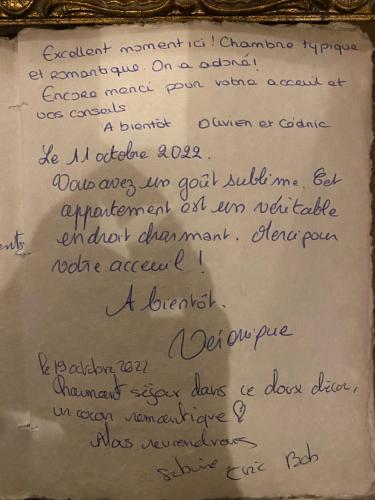 Excellent moment ici ! Chambre typique
et romantique. On a adoré !
Encore merci pour votre acceuil et
vos conseils
A bientôt Olivier et Cédric
Le 11 octobre 2022.
Vous avez un goût sublime. Cet
appartement est un véritable
endroit charmant. Merci pour
votre acceuil !
A bientôt.
Véronique
le 19 octobre 2022
Charmant séjour dans ce doux décor,
un cocon romantique
Nous reviendrons
Eric Bob
ents